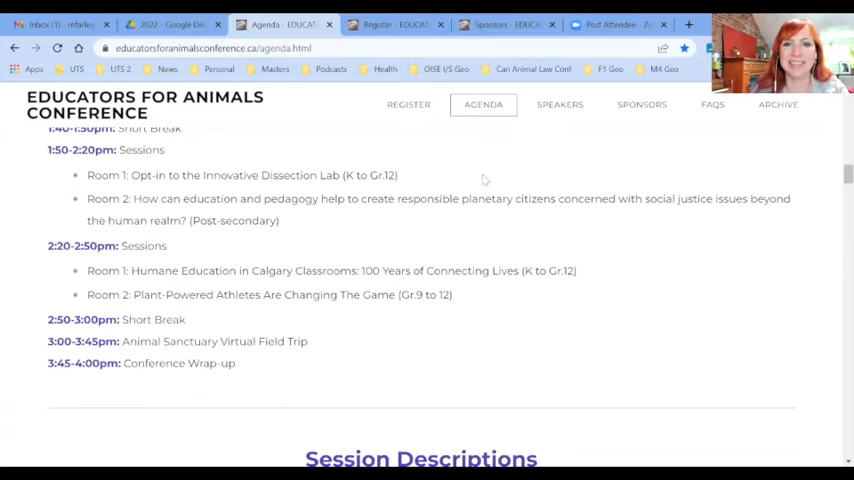 Inbox (1) - mfarley
2022 - Google Dri
Agenda - EDUCAT
Register - EDUCAT
Sponsors - EDUCA
Post Attendee - Zo
educatorsforanimalsconference.ca/agenda.html
Apps UTS UTS 2 News Personal Masters Podcasts Health OISE I/S Geo Can Animal Law Conf F1 Geo M4 Geo
EDUCATORS FOR ANIMALS
CONFERENCE
REGISTER AGENDA SPEAKERS SPONSORS FAQS ARCHIVE
1:40-1:50pm: Short Break
1:50-2:20pm: Sessions
Room 1: Opt-in to the Innovative Dissection Lab (K to Gr.12)
Room 2: How can education and pedagogy help to create responsible planetary citizens concerned with social justice issues beyond
the human realm? (Post-secondary)
2:20-2:50pm: Sessions
Room 1: Humane Education in Calgary Classrooms: 100 Years of Connecting Lives (K to Gr.12)
Room 2: Plant-Powered Athletes Are Changing The Game (Gr.9 to 12)
2:50-3:00pm: Short Break
3:00-3:45pm: Animal Sanctuary Virtual Field Trip
3:45-4:00pm: Conference Wrap-up
Session Descriptions